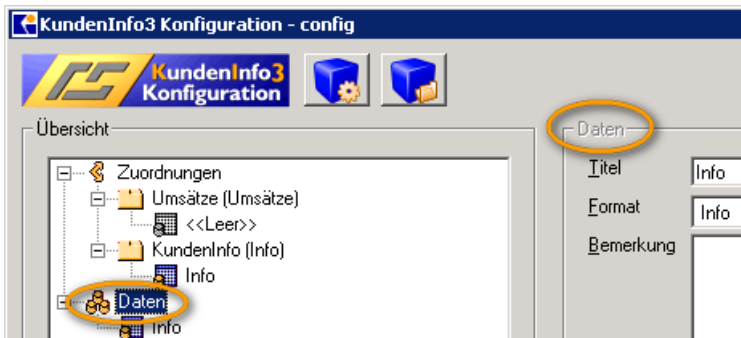 KundenInfo3 Konfiguration - config
KundenInfo3
Konfiguration
Übersicht
Zuordnungen
Umsätze (Umsätze)
<<Leer>>
KundenInfo (Info)
Info
Daten
Info
Daten
Titel
Info
Format
Info
Bemerkung